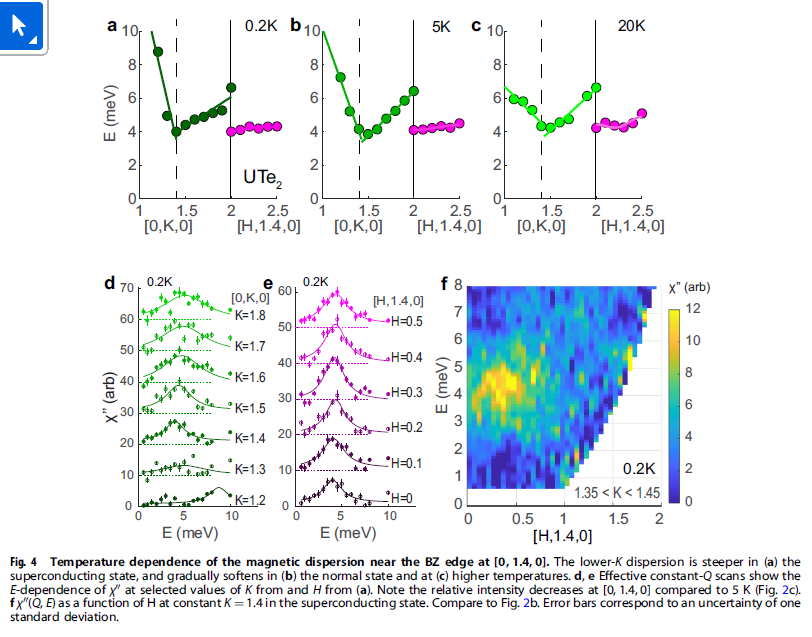 a
0.2K
E (meV)
10
8
6
4
2
0
UTe2
1
1.5
2
2.5
[0,K,0]
[H,1.4,0]
b
5K
10
8
6
4
2
0
1
1.5
2
2.5
[0,K,0]
[H,1.4,0]
c
20K
10
8
6
4
2
0
1
1.5
2
2.5
[0,K,0]
[H,1.4,0]
d
0.2K
χ″ (arb)
70
60
50
40
30
20
10
0
[0,K,0]
K=1.8
K=1.7
K=1.6
K=1.5
K=1.4
K=1.3
K=1.2
0
5
10
E (meV)
e
0.2K
60
50
40
30
20
10
0
[H,1.4,0]
H=0.5
H=0.4
H=0.3
H=0.2
H=0.1
H=0
0
5
10
E (meV)
f
E (meV)
8
7
6
5
4
3
2
1
0
0.2K
1.35 < K < 1.45
0
0.5
1
1.5
2
[H,1.4,0]
χ″ (arb)
12
10
8
6
4
2
0
Fig. 4 Temperature dependence of the magnetic dispersion near the BZ edge at [0, 1.4, 0]. The lower-K dispersion is steeper in (a) the
superconducting state, and gradually softens in (b) the normal state and at (c) higher temperatures. d, e Effective constant-Q scans show the
E-dependence of χ″ at selected values of K from and H from (a). Note the relative intensity decreases at [0, 1.4, 0] compared to 5 K (Fig. 2c).
f χ″(Q, E) as a function of H at constant K = 1.4 in the superconducting state. Compare to Fig. 2b. Error bars correspond to an uncertainty of one
standard deviation.